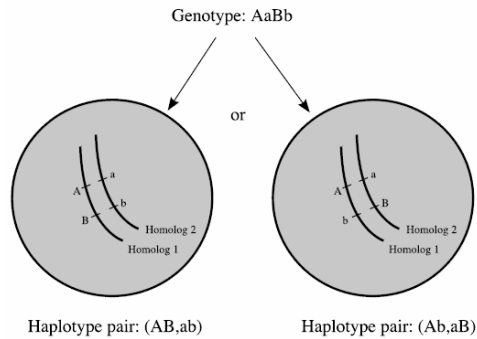 Genotype: AaBb
or
A
a
B
b
Homolog 2
Homolog 1
A
a
b
B
Homolog 2
Homolog 1
Haplotype pair: (AB,ab)
Haplotype pair: (Ab,aB)